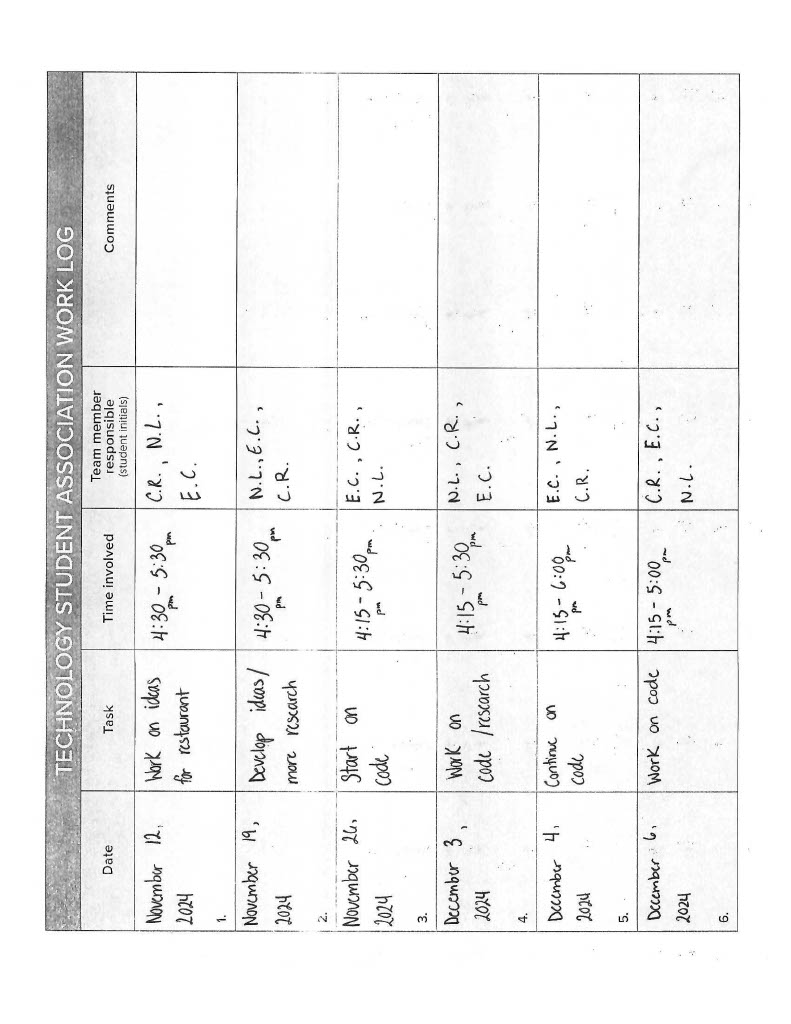 TECHNOLOGY STUDENT ASSOCIATION WORK LOG
Date
Task
Time involved
Team member
responsible
(student initials)
Comments
November 12,
2024
1.
Work on ideas
for restaurant
4:30 - 5:30
pm pm
C.R., N.L.,
E.C.
November 19,
2024
2.
Develop ideas/
more research
4:30 - 5:30
pm pm
N.L., E.C.,
C.R.
November 26,
2024
3.
Start on
code
4:15 - 5:30
pm pm
E.C., C.R.,
N.L.
December 3,
2024
4.
Work on
code /research
4:15 - 5:30
pm pm
N.L., C.R.,
E.C.
December 4,
2024
5.
Continue on
code
4:15 - 6:00
pm pm
E.C., N.L.,
C.R.
December 6,
2024
6.
Work on code
4:15 - 5:00
pm pm
C.R., E.C.,
N.L.